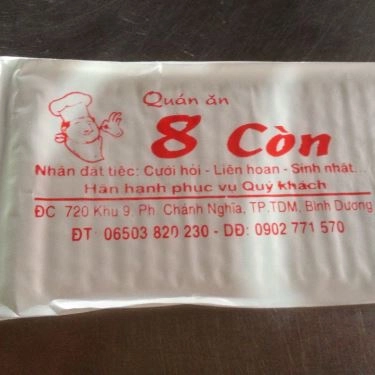 Quán ăn
8 Còn
Nhân đặt tiệc: Cưới hỏi - Liên hoan - Sinh nhật...
Hân hạnh phục vụ Quý khách
ĐC 720 Khu 9, Ph. Chánh Nghĩa, TP.TDM, Bình Dương
ĐT: 06503 820 230 - DĐ: 0902 771 570